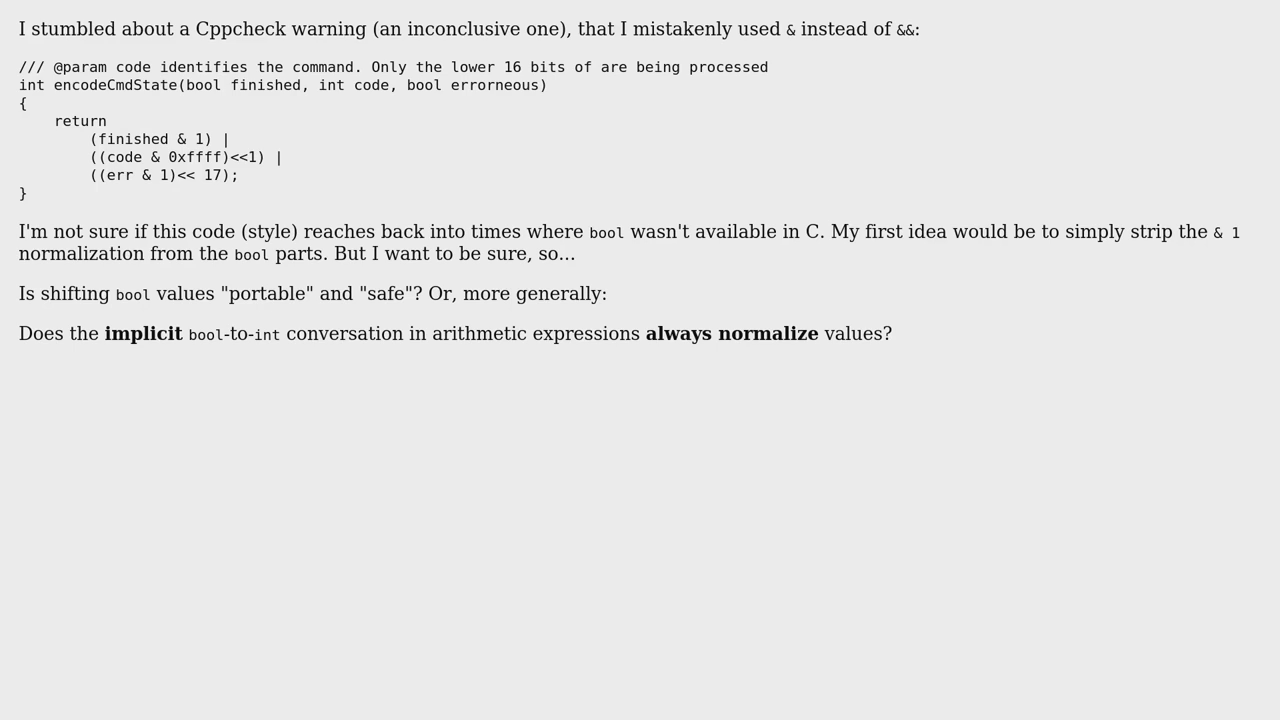 I stumbled about a Cppcheck warning (an inconclusive one), that I mistakenly used & instead of &&:
/// @param code identifies the command. Only the lower 16 bits of are being processed
int encodeCmdState(bool finished, int code, bool errorneous)
{
    return
        (finished & 1) |
        ((code & 0xffff)<<1) |
        ((err & 1)<< 17);
}
I'm not sure if this code (style) reaches back into times where bool wasn't available in C. My first idea would be to simply strip the & 1
normalization from the bool parts. But I want to be sure, so...
Is shifting bool values "portable" and "safe"? Or, more generally:
Does the implicit bool-to-int conversation in arithmetic expressions always normalize values?